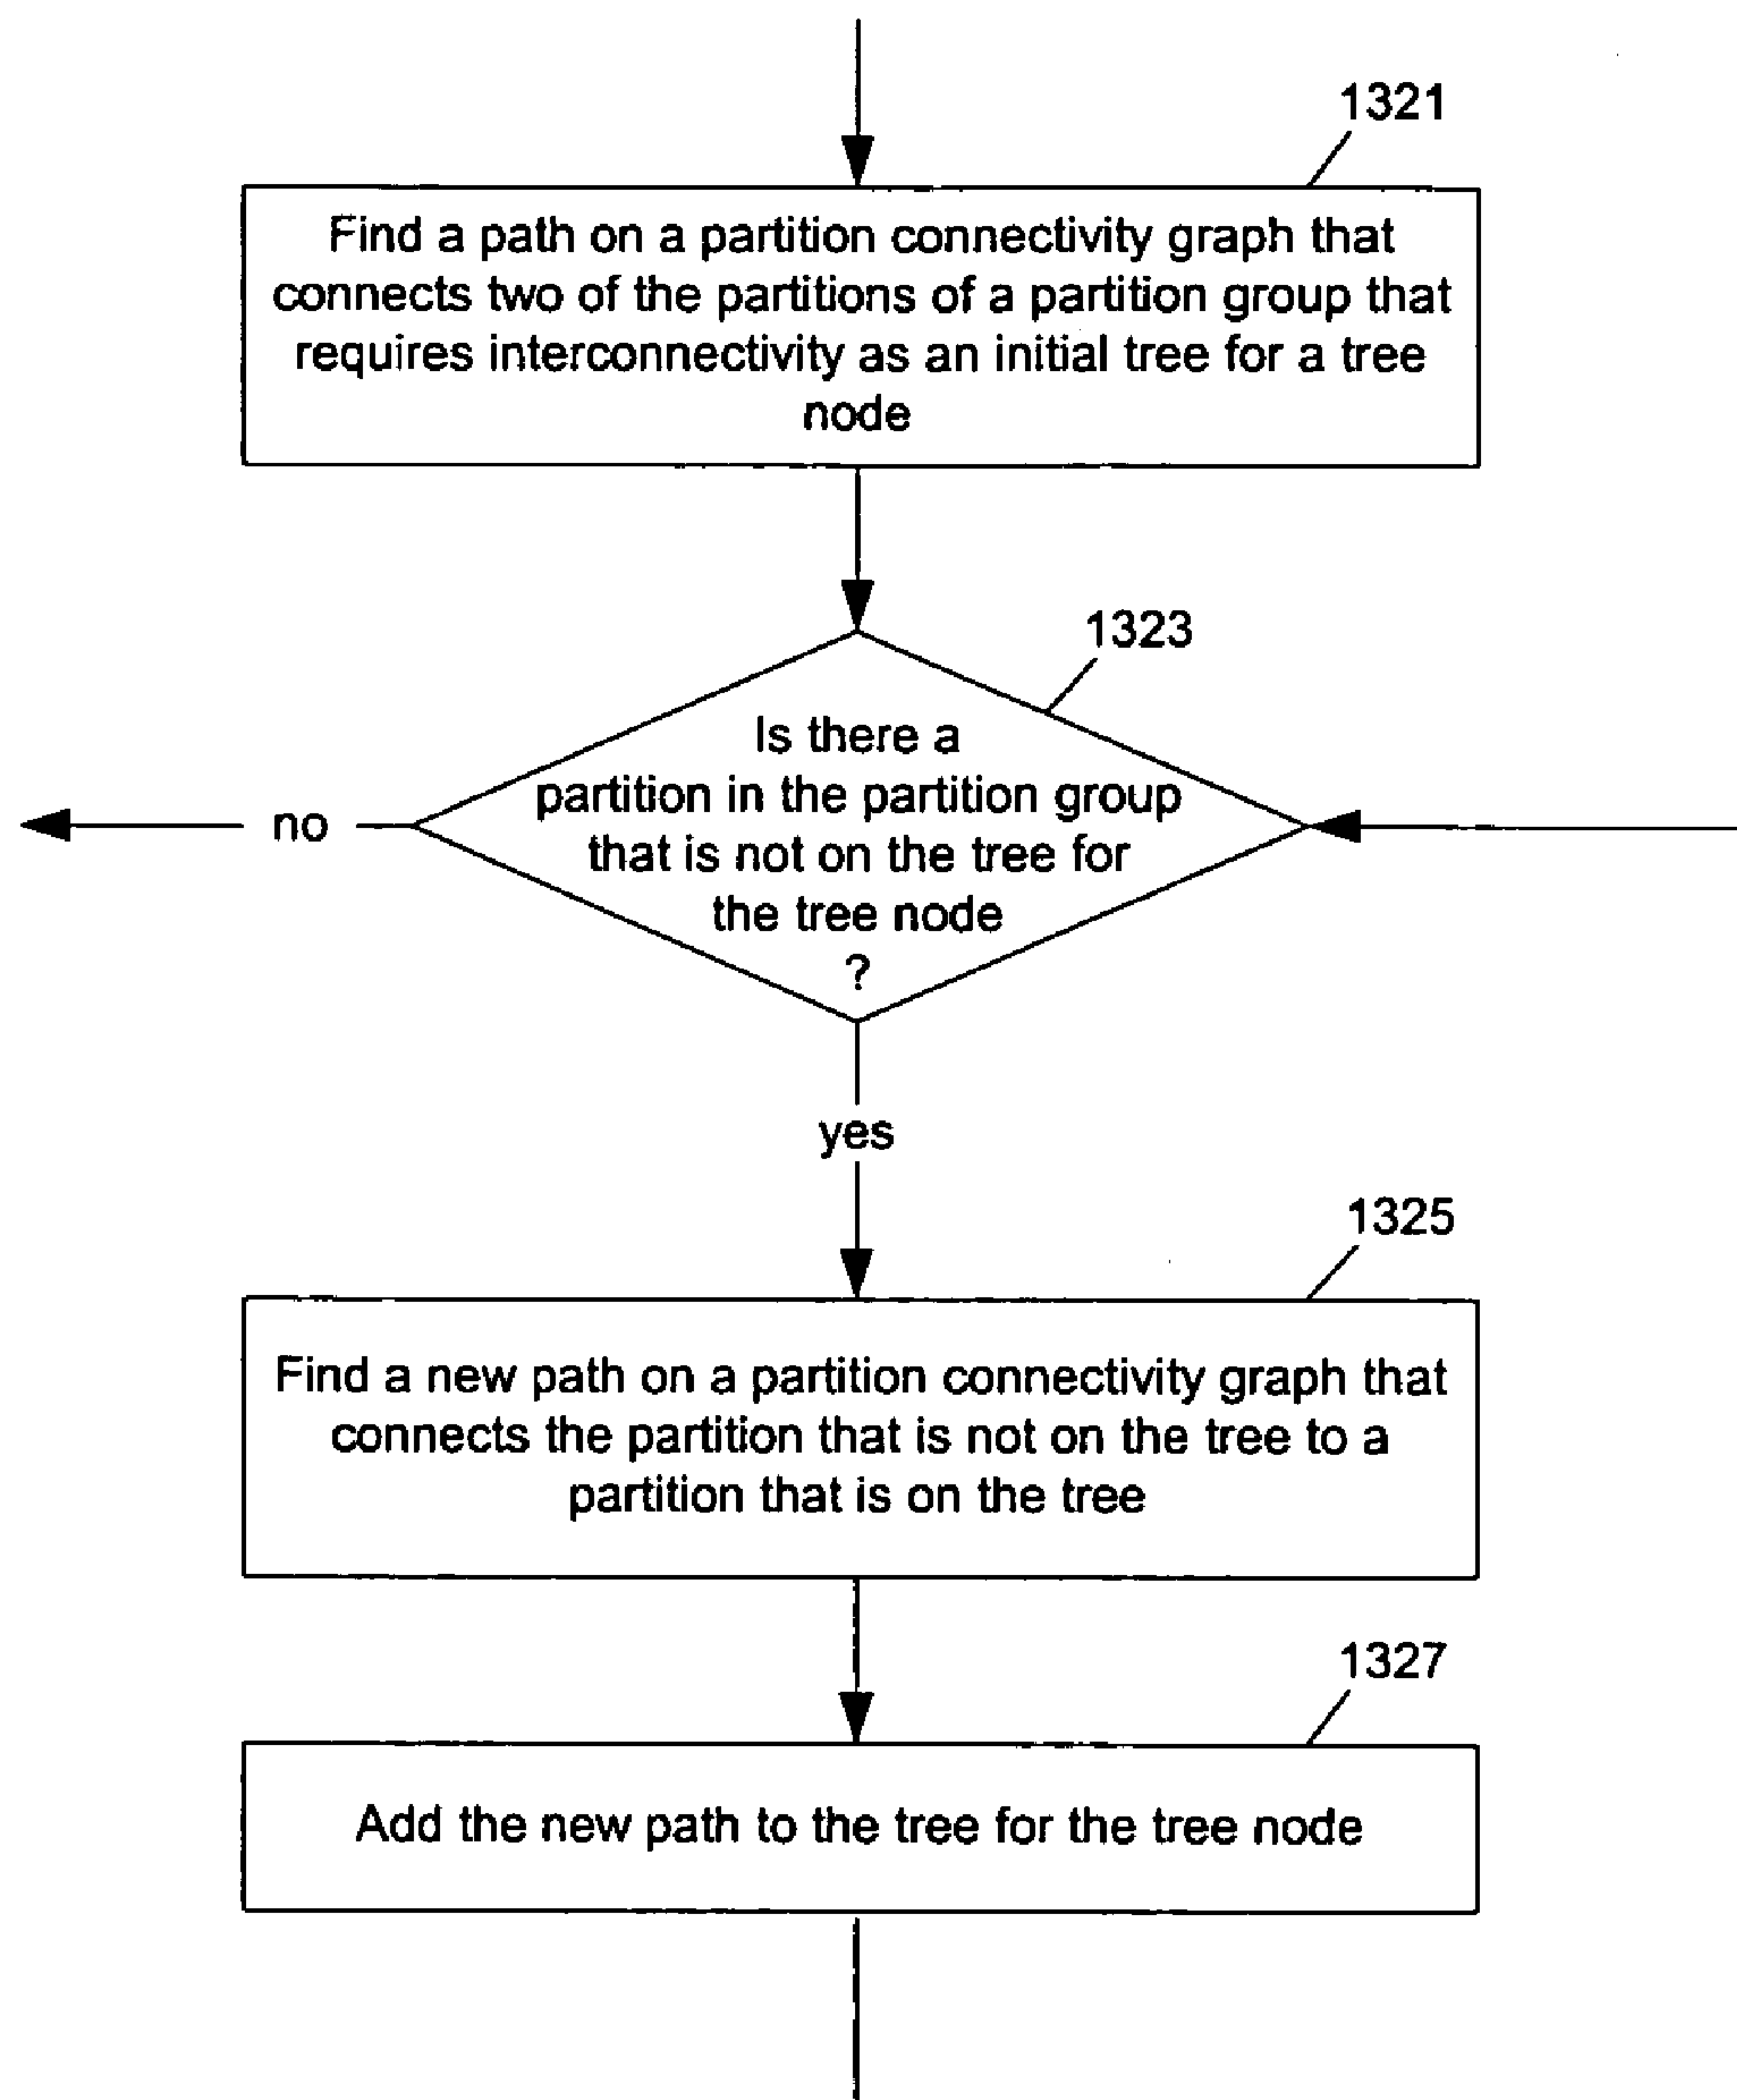 1321
Find a path on a partition connectivity graph that
connects two of the partitions of a partition group that
requires interconnectivity as an initial tree for a tree
node
1323
Is there a
partition in the partition group
that is not on the tree for
the tree node
?
no
yes
1325
Find a new path on a partition connectivity graph that
connects the partition that is not on the tree to a
partition that is on the tree
1327
Add the new path to the tree for the tree node